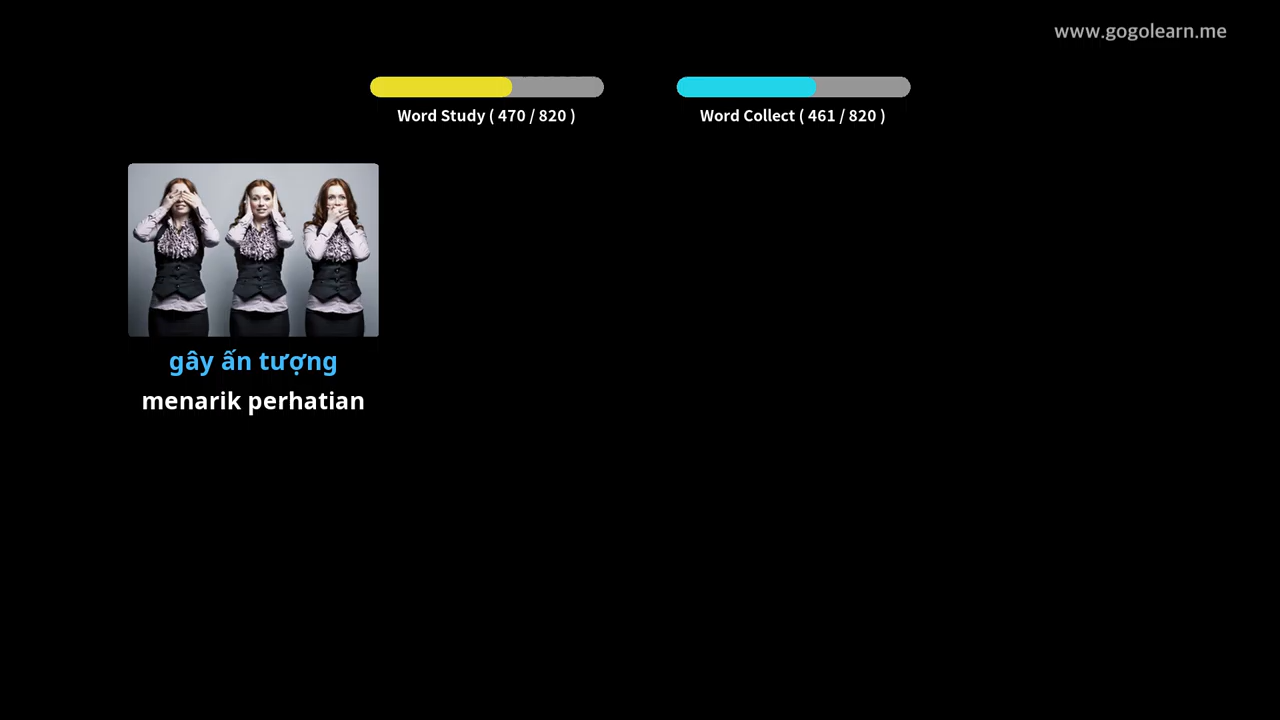 www.gogolearn.me
Word Study ( 470 / 820 )
Word Collect ( 461 / 820 )
gây ấn tượng
menarik perhatian